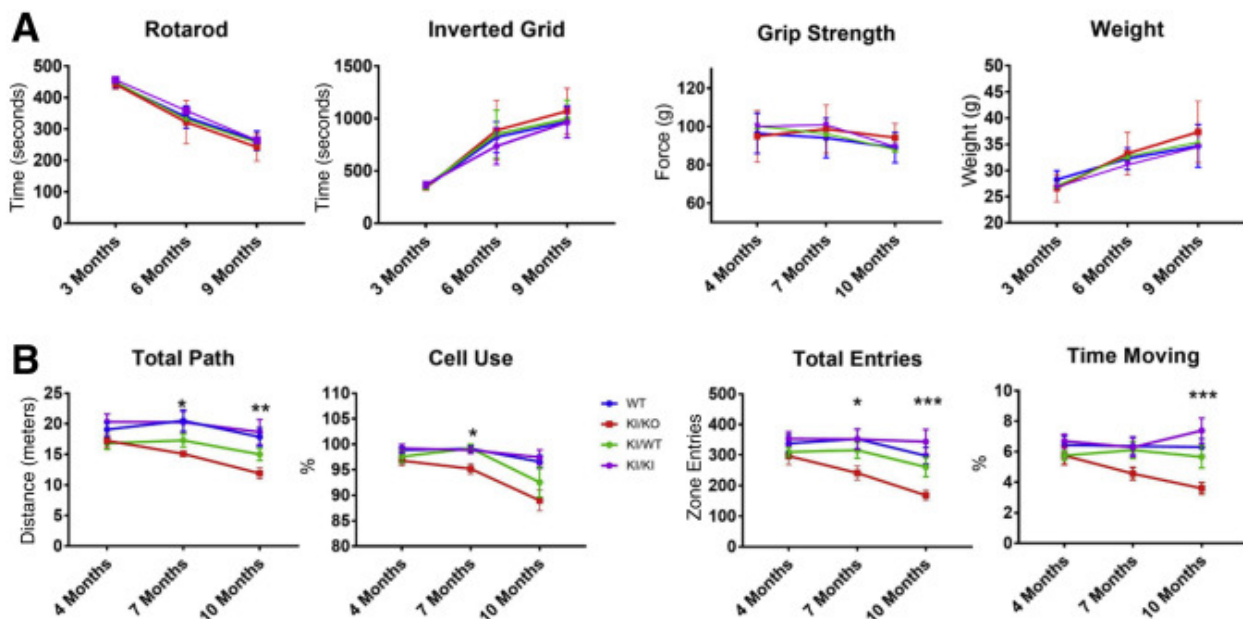 A
Rotarod
Time (seconds)
500
400
300
200
100
0
3 Months
6 Months
9 Months
Inverted Grid
Time (seconds)
1500
1000
500
0
3 Months
6 Months
9 Months
Grip Strength
Force (g)
120
100
80
60
4 Months
7 Months
10 Months
Weight
Weight (g)
50
45
40
35
30
25
20
3 Months
6 Months
9 Months
B
Total Path
Distance (meters)
25
20
15
10
5
0
*
**
4 Months
7 Months
10 Months
Cell Use
%
110
105
100
95
90
85
80
*
4 Months
7 Months
10 Months
WT
KI/KO
KI/WT
KI/KI
Total Entries
Zone Entries
500
400
300
200
100
0
*
***
4 Months
7 Months
10 Months
Time Moving
%
10
8
6
4
2
0
***
4 Months
7 Months
10 Months